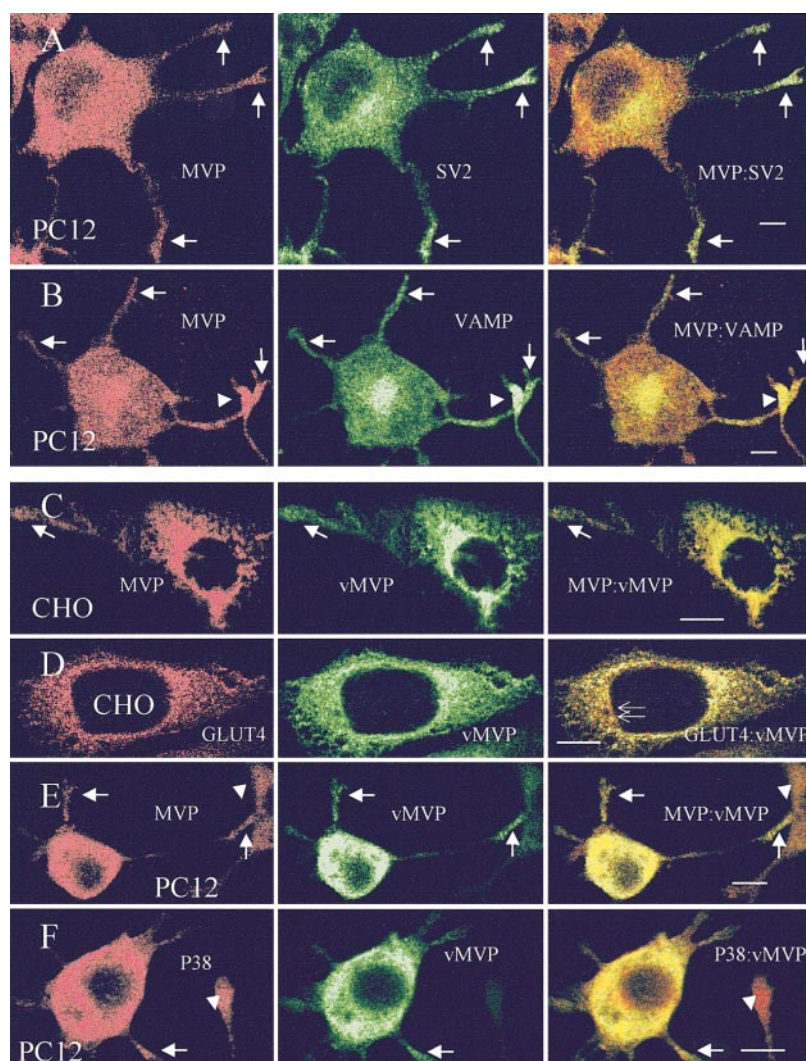 A
MVP
SV2
MVP:SV2
PC12
B
MVP
VAMP
MVP:VAMP
PC12
C
MVP
vMVP
MVP:vMVP
CHO
D
CHO
GLUT4
vMVP
GLUT4:vMVP
E
MVP
vMVP
MVP:vMVP
PC12
F
P38
vMVP
P38:vMVP
PC12